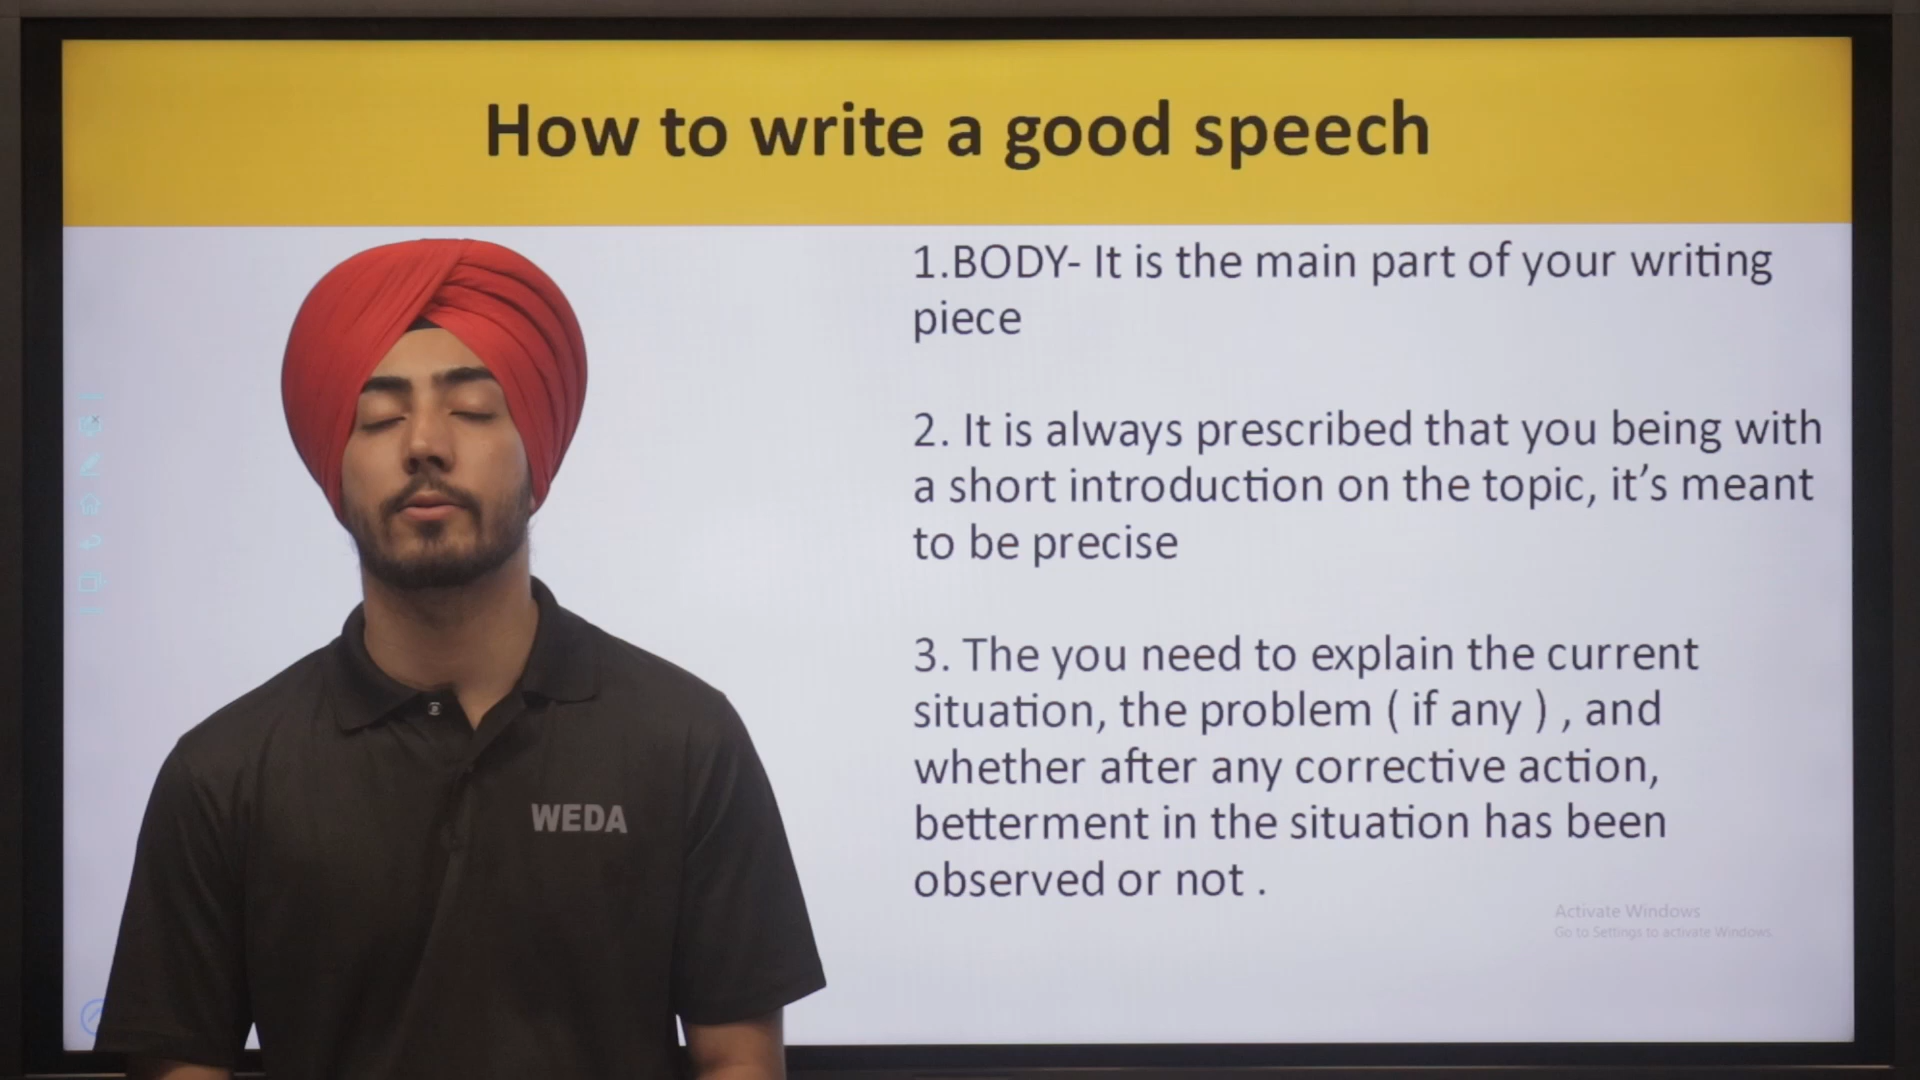 How to write a good speech
1.BODY- It is the main part of your writing
piece
2. It is always prescribed that you being with
a short introduction on the topic, it's meant
to be precise
3. The you need to explain the current
situation, the problem ( if any ) , and
whether after any corrective action,
betterment in the situation has been
observed or not .
WEDA
Activate Windows
Go to Settings to activate Windows.